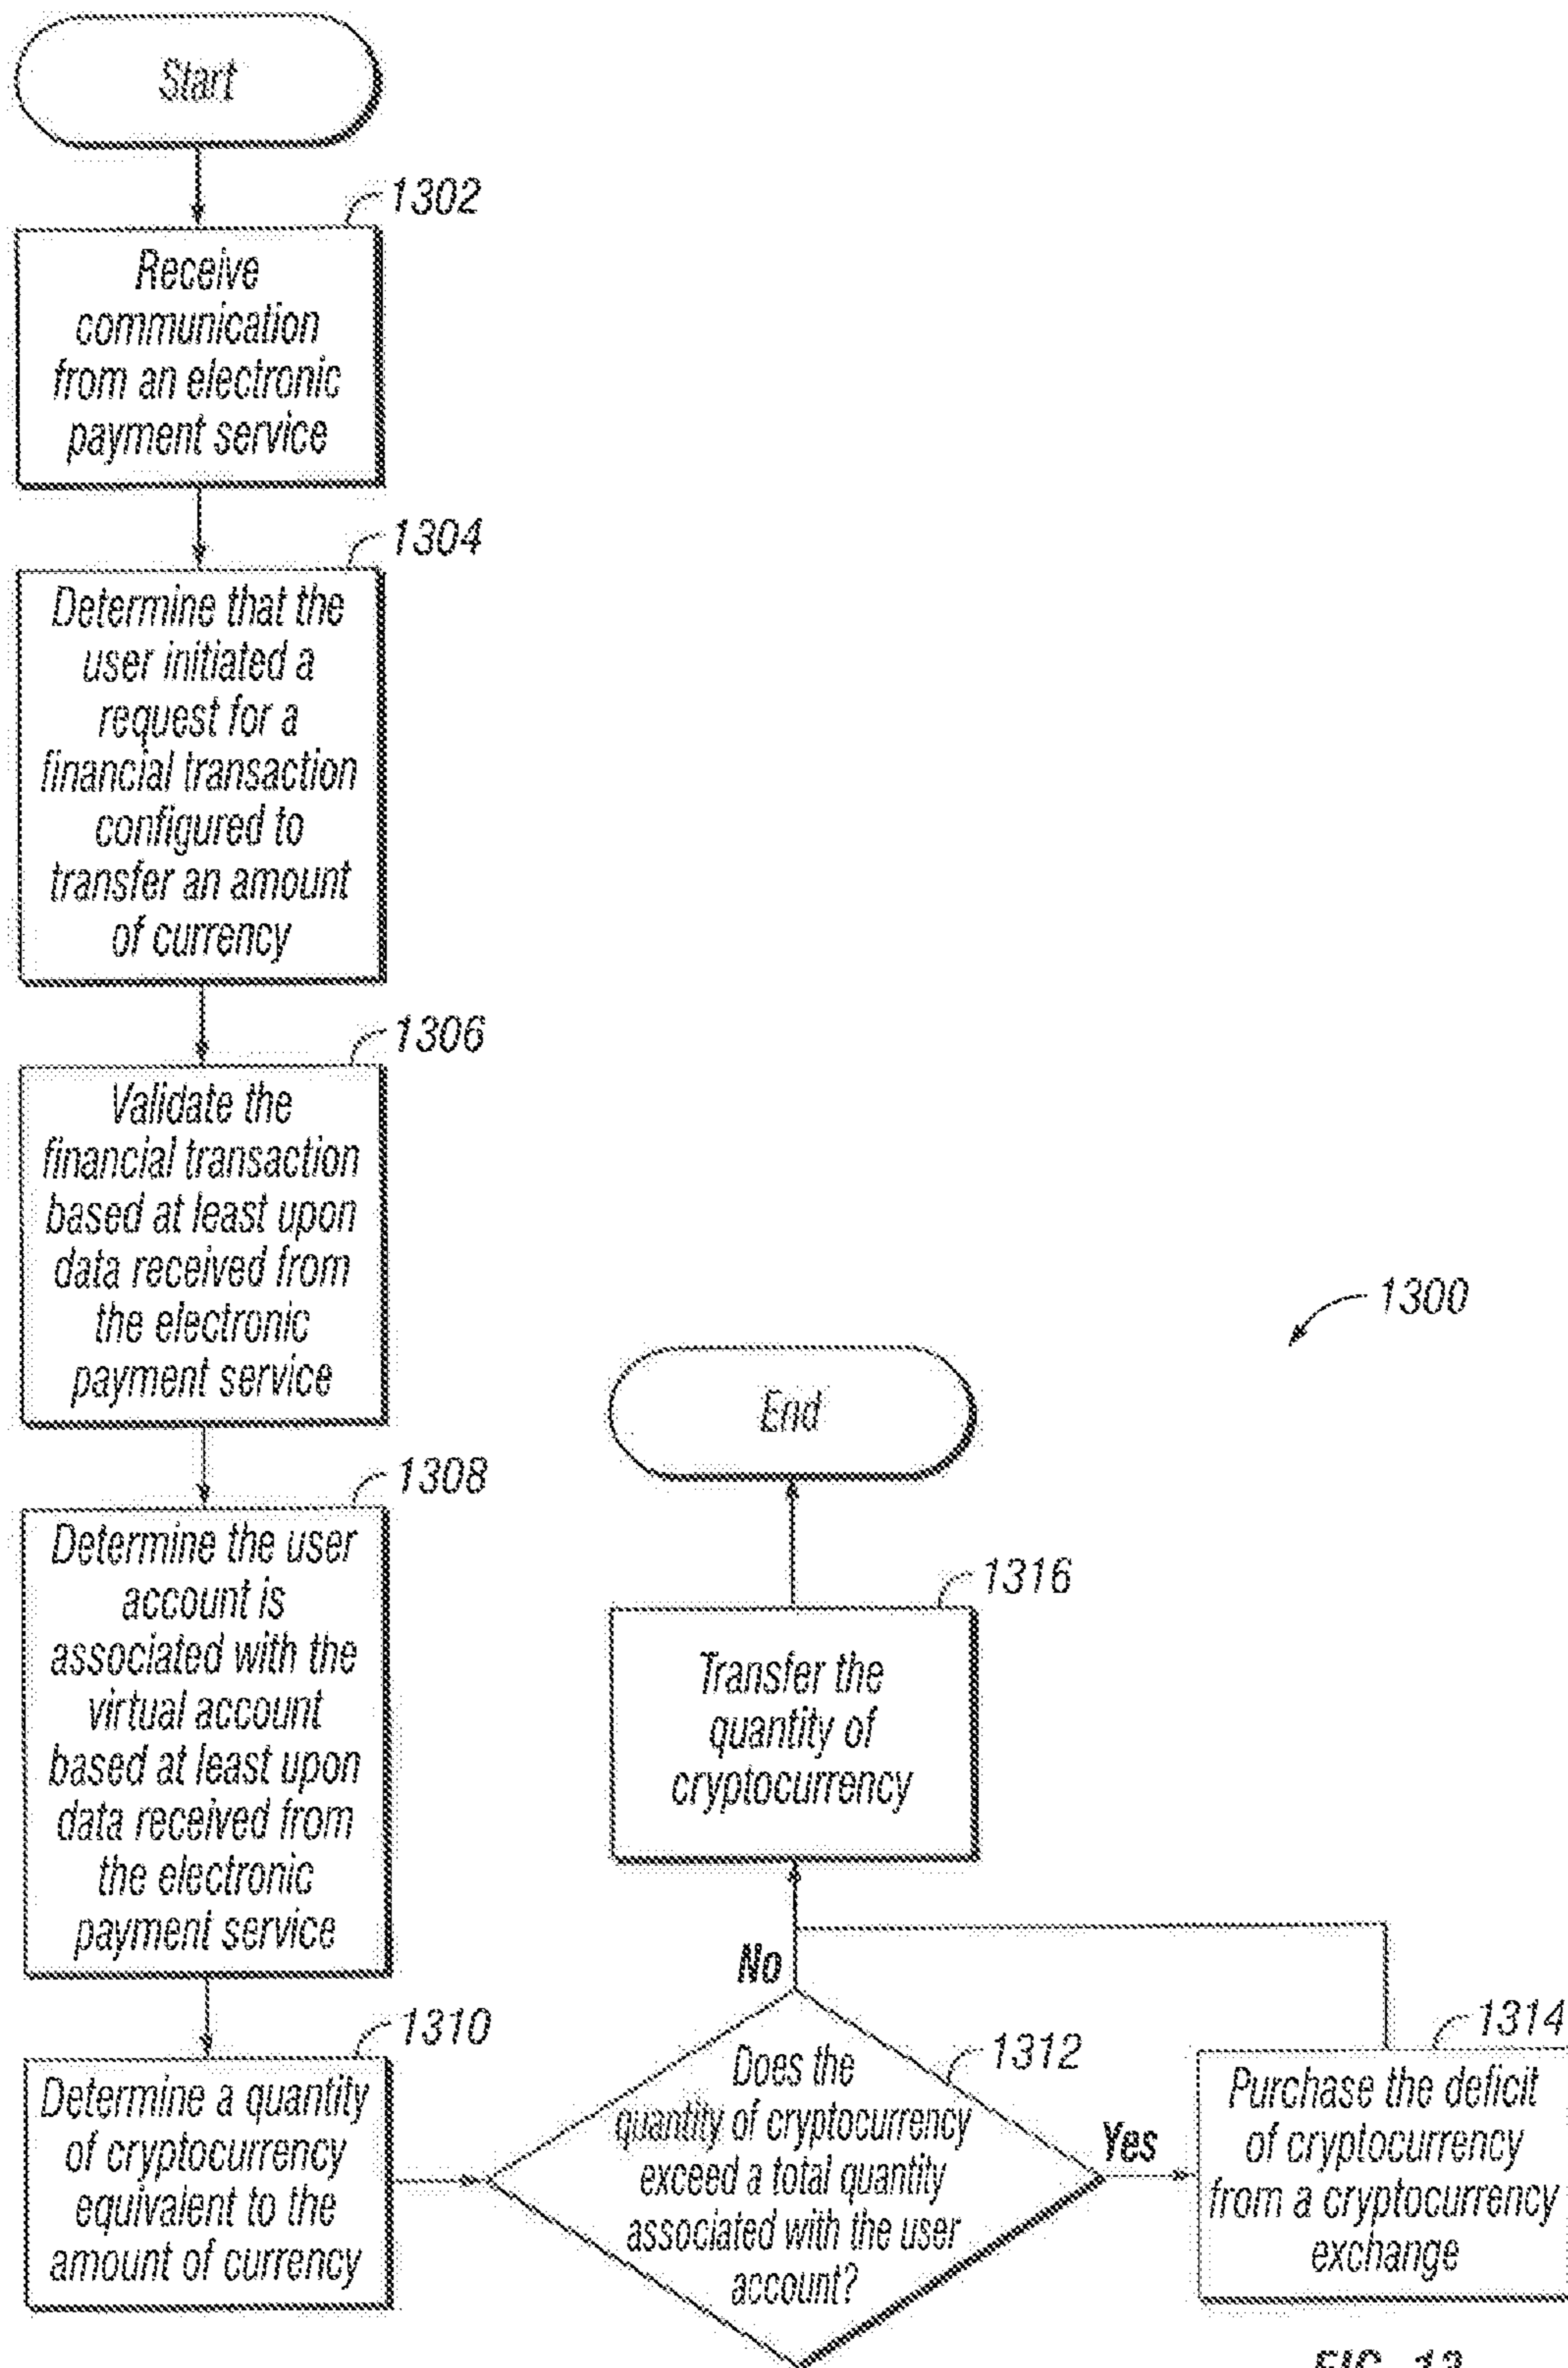 Start
1302
Receive
communication
from an electronic
payment service
1304
Determine that the
user initiated a
request for a
financial transaction
configured to
transfer an amount
of currency
1306
Validate the
financial transaction
based at least upon
data received from
the electronic
payment service
1308
Determine the user
account is
associated with the
virtual account
based at least upon
data received from
the electronic
payment service
1310
Determine a quantity
of cryptocurrency
equivalent to the
amount of currency
1312
Does the
quantity of cryptocurrency
exceed a total quantity
associated with the user
account?
Yes
1314
Purchase the deficit
of cryptocurrency
from a cryptocurrency
exchange
No
1316
Transfer the
quantity of
cryptocurrency
End
1300
FIG. 13